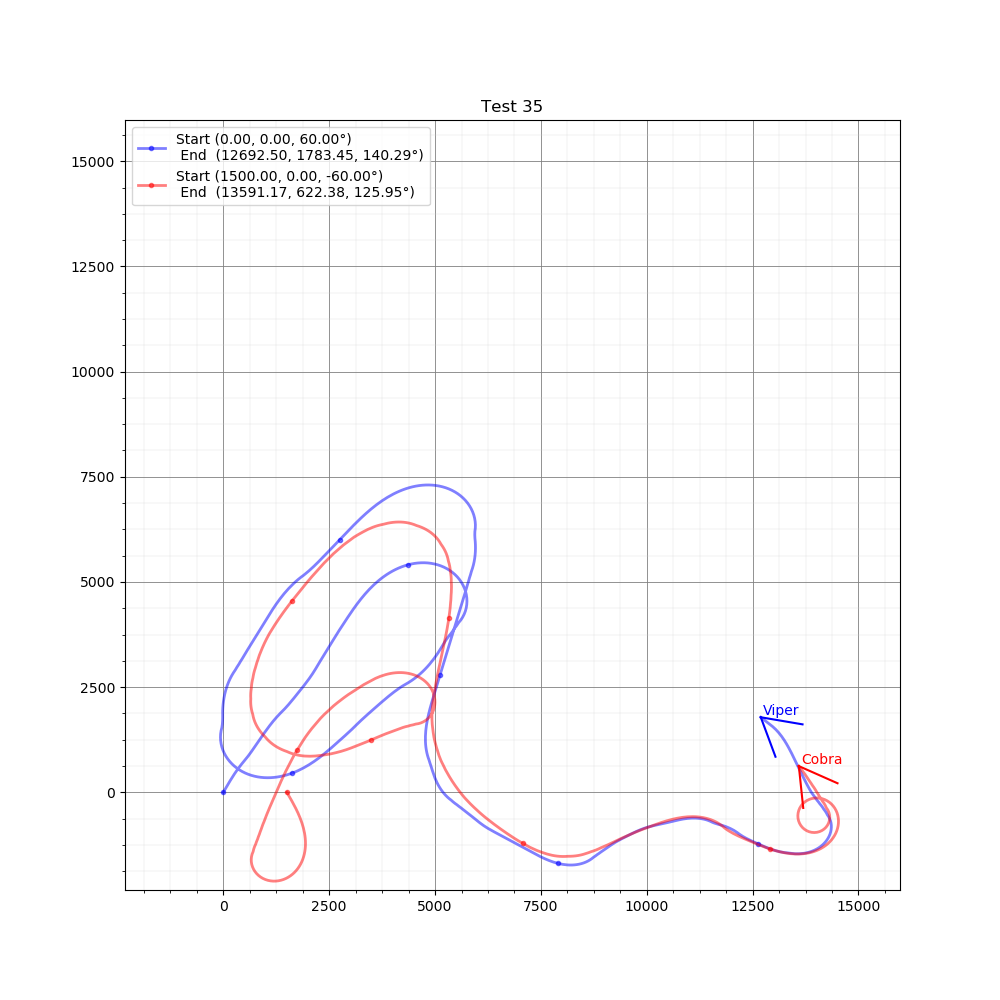 Test 35
Start (0.00, 0.00, 60.00°)
End (12692.50, 1783.45, 140.29°)
Start (1500.00, 0.00, -60.00°)
End (13591.17, 622.38, 125.95°)
15000
12500
10000
7500
5000
2500
0
Viper
Cobra
0 2500 5000 7500 10000 12500 15000